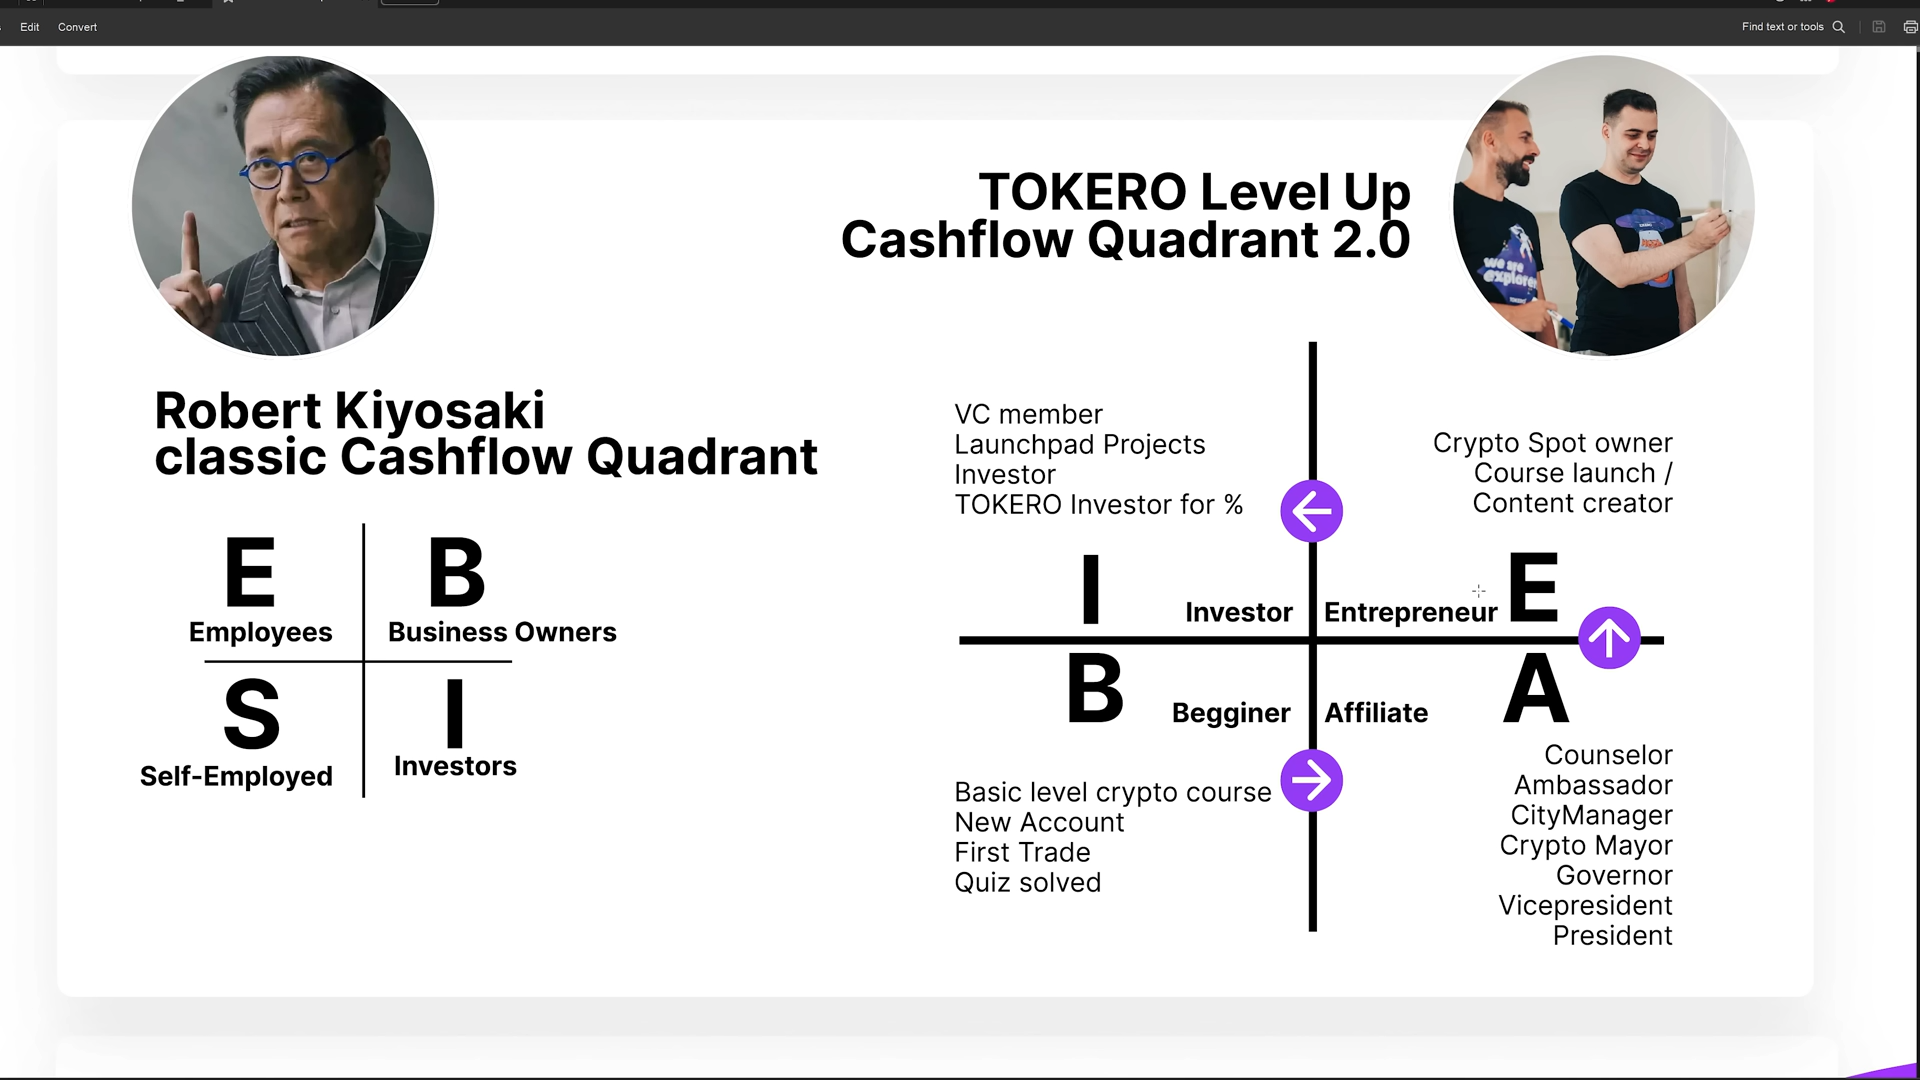 Edit
Convert
Find text or tools
TOKERO Level Up
Cashflow Quadrant 2.0
we are
explorer
Robert Kiyosaki
classic Cashflow Quadrant
E
Employees
B
Business Owners
S
Self-Employed
I
Investors
VC member
Launchpad Projects
Investor
TOKERO Investor for %
I
Investor
Crypto Spot owner
Course launch /
Content creator
Entrepreneur
E
B
Begginer
Basic level crypto course
New Account
First Trade
Quiz solved
Affiliate
A
Counselor
Ambassador
CityManager
Crypto Mayor
Governor
Vicepresident
President